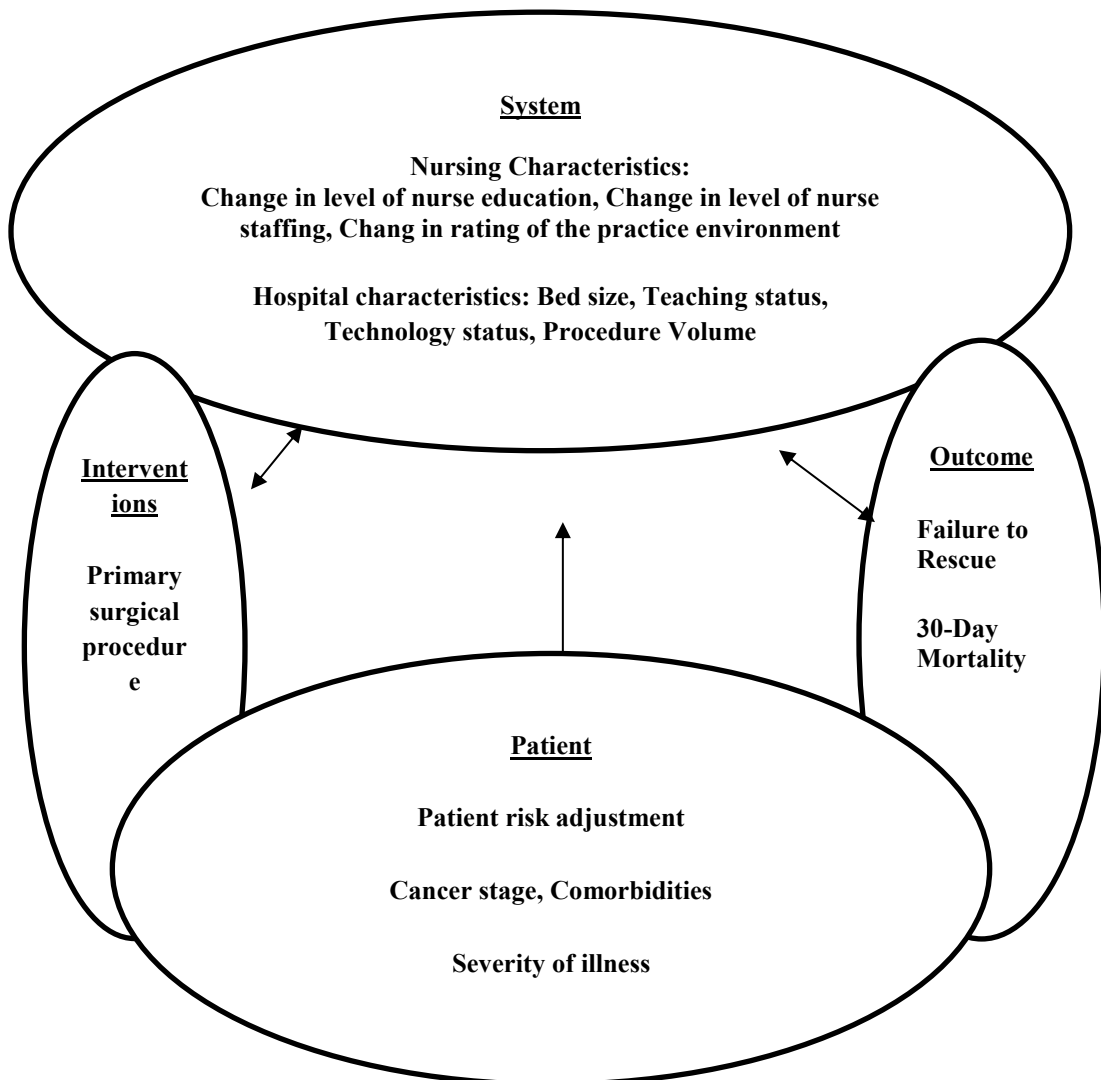 System
Nursing Characteristics:
Change in level of nurse education, Change in level of nurse
staffing, Chang in rating of the practice environment
Hospital characteristics: Bed size, Teaching status,
Technology status, Procedure Volume
Intervent
ions
Primary
surgical
procedur
e
Outcome
Failure to
Rescue
30-Day
Mortality
Patient
Patient risk adjustment
Cancer stage, Comorbidities
Severity of illness